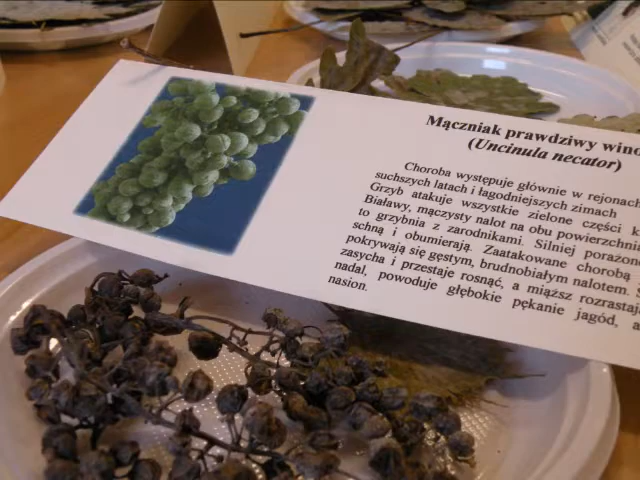 Mączniak prawdziwy wino
(Uncinula necator)
Choroba występuje głównie w rejonach
suchszych latach i łagodniejszych zimach
Grzyb atakuje wszystkie zielone części k
Białawy, mączysty nalot na obu powierzchni
to grzybnia z zarodnikami. Silniej porażon
schną i obumierają. Zaatakowane chorobą
pokrywają się gęstym, brudnobiałym nalotem. S
zasycha i przestaje rosnąć, a miąższ rozrastaj
nadal, powoduje głębokie pękanie jagód, a
nasion.